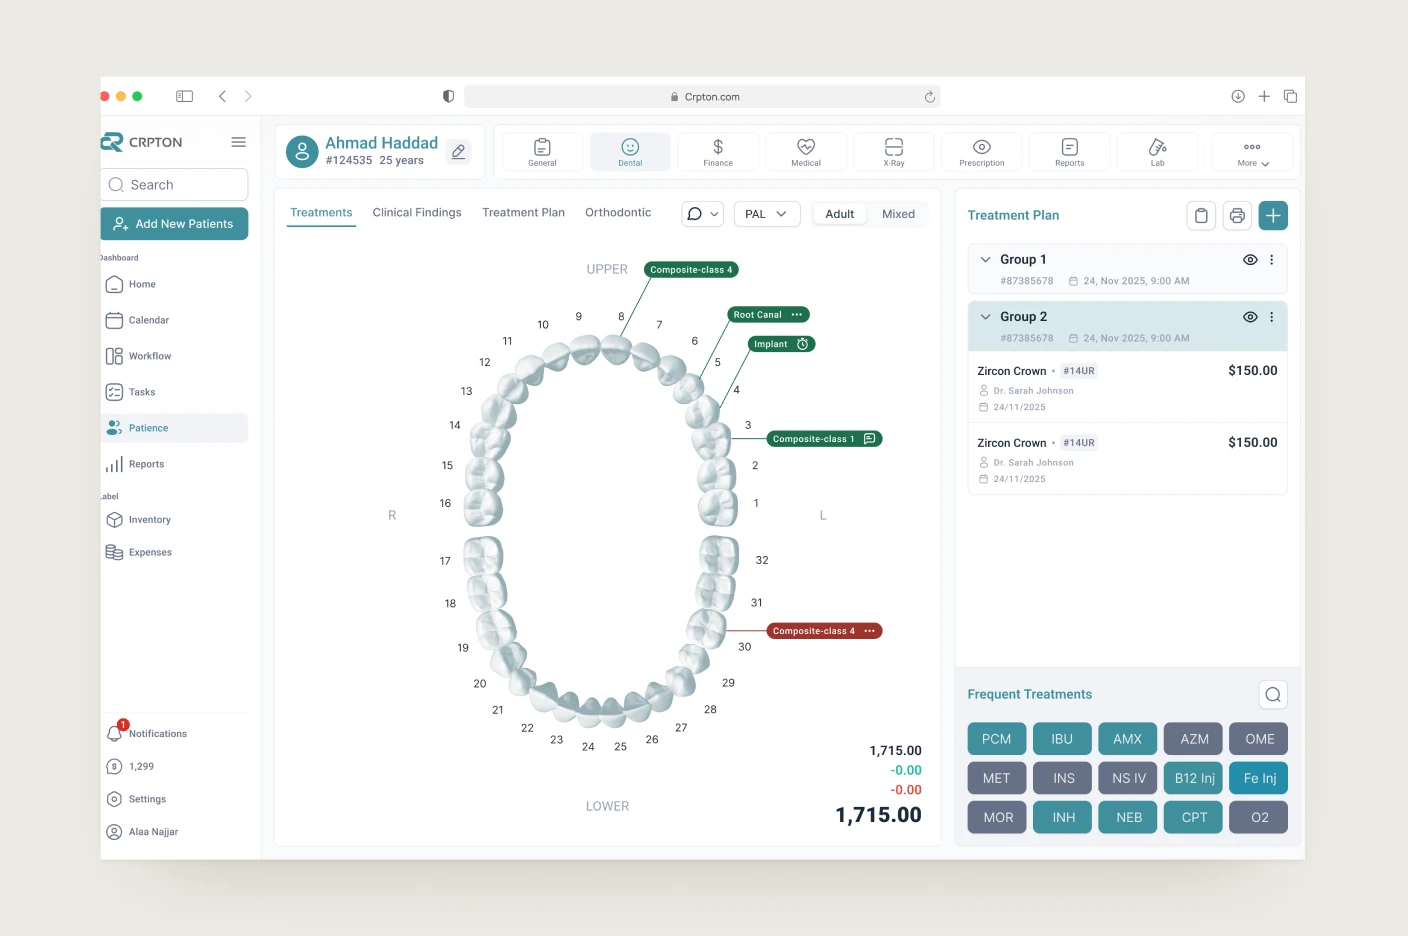 Crpton.com
CRPTON
Search
Add New Patients
Dashboard
Home
Calendar
Workflow
Tasks
Patience
Reports
Label
Inventory
Expenses
1
Notifications
1,299
Settings
Alaa Najjar
Ahmad Haddad
#124535 25 years
General
Dental
Finance
Medical
X-Ray
Prescription
Reports
Lab
More
Treatments
Clinical Findings
Treatment Plan
Orthodontic
PAL
Adult
Mixed
UPPER
Composite-class 4
Root Canal
Implant
Composite-class 1
Composite-class 4
8
7
6
5
4
3
2
1
9
10
11
12
13
14
15
16
R
L
17
18
19
20
21
22
23
24
25
26
27
28
29
30
31
32
LOWER
1,715.00
-0.00
-0.00
1,715.00
Treatment Plan
Group 1
#87385678 24, Nov 2025, 9:00 AM
Group 2
#87385678 24, Nov 2025, 9:00 AM
Zircon Crown • #14UR $150.00
Dr. Sarah Johnson
24/11/2025
Zircon Crown • #14UR $150.00
Dr. Sarah Johnson
24/11/2025
Frequent Treatments
PCM IBU AMX AZM OME
MET INS NS IV B12 Inj Fe Inj
MOR INH NEB CPT O2